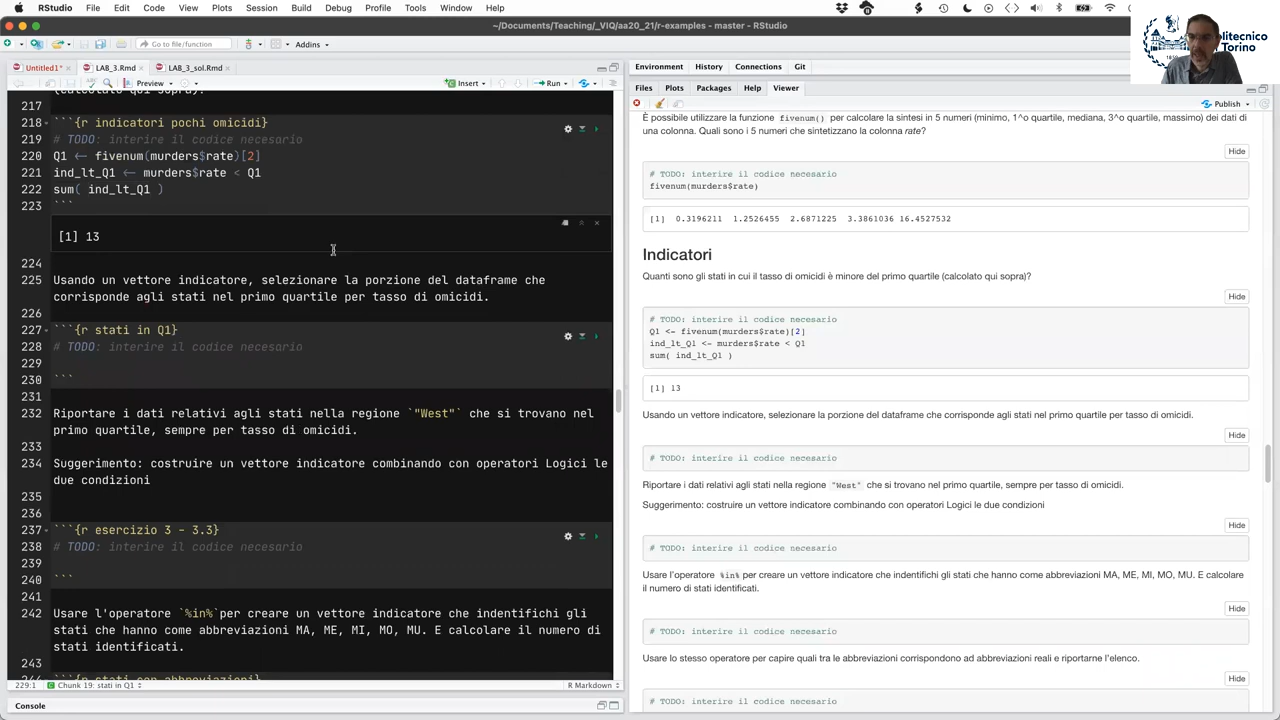 RStudio File Edit Code View Plots Session Build Debug Profile Tools Window Help
~/Documents/Teaching/_VIQ/aa20_21/r-examples - master - RStudio
Go to file/function
Addins
Untitled1*
LAB_3.Rmd
LAB_3_sol.Rmd
Preview
Insert
Run
217
218 ```{r indicatori pochi omicidi}
219 # TODO: interire il codice necesario
220 Q1 <- fivenum(murders$rate)[2]
221 ind_lt_Q1 <- murders$rate < Q1
222 sum( ind_lt_Q1 )
223 ```
[1] 13
224
225 Usando un vettore indicatore, selezionare la porzione del dataframe che
corrisponde agli stati nel primo quartile per tasso di omicidi.
226
227 ```{r stati in Q1}
228 # TODO: interire il codice necesario
229
230 ```
231
232 Riportare i dati relativi agli stati nella regione `"West"` che si trovano nel
primo quartile, sempre per tasso di omicidi.
233
234 Suggerimento: costruire un vettore indicatore combinando con operatori Logici le
due condizioni
235
236
237 ```{r esercizio 3 - 3.3}
238 # TODO: interire il codice necesario
239
240 ```
241
242 Usare l'operatore `%in%`per creare un vettore indicatore che indentifichi gli
stati che hanno come abbreviazioni MA, ME, MI, MO, MU. E calcolare il numero di
stati identificati.
243
229:1 Chunk 19: stati in Q1 R Markdown
Console
Environment History Connections Git
Files Plots Packages Help Viewer
Publish
È possibile utilizzare la funzione fivenum() per calcolare la sintesi in 5 numeri (minimo, 1^o quartile, mediana, 3^o quartile, massimo) dei dati di
una colonna. Quali sono i 5 numeri che sintetizzano la colonna rate?
Hide
# TODO: interire il codice necesario
fivenum(murders$rate)
[1] 0.3196211 1.2526455 2.6871225 3.3861036 16.4527532
Indicatori
Quanti sono gli stati in cui il tasso di omicidi è minore del primo quartile (calcolato qui sopra)?
Hide
# TODO: interire il codice necesario
Q1 <- fivenum(murders$rate)[2]
ind_lt_Q1 <- murders$rate < Q1
sum( ind_lt_Q1 )
[1] 13
Usando un vettore indicatore, selezionare la porzione del dataframe che corrisponde agli stati nel primo quartile per tasso di omicidi.
Hide
# TODO: interire il codice necesario
Riportare i dati relativi agli stati nella regione "West" che si trovano nel primo quartile, sempre per tasso di omicidi.
Suggerimento: costruire un vettore indicatore combinando con operatori Logici le due condizioni
Hide
# TODO: interire il codice necesario
Usare l'operatore %in% per creare un vettore indicatore che indentifichi gli stati che hanno come abbreviazioni MA, ME, MI, MO, MU. E calcolare
il numero di stati identificati.
Hide
# TODO: interire il codice necesario
Usare lo stesso operatore per capire quali tra le abbreviazioni corrispondono ad abbreviazioni reali e riportarne l'elenco.
Hide
# TODO: interire il codice necesario
Torino